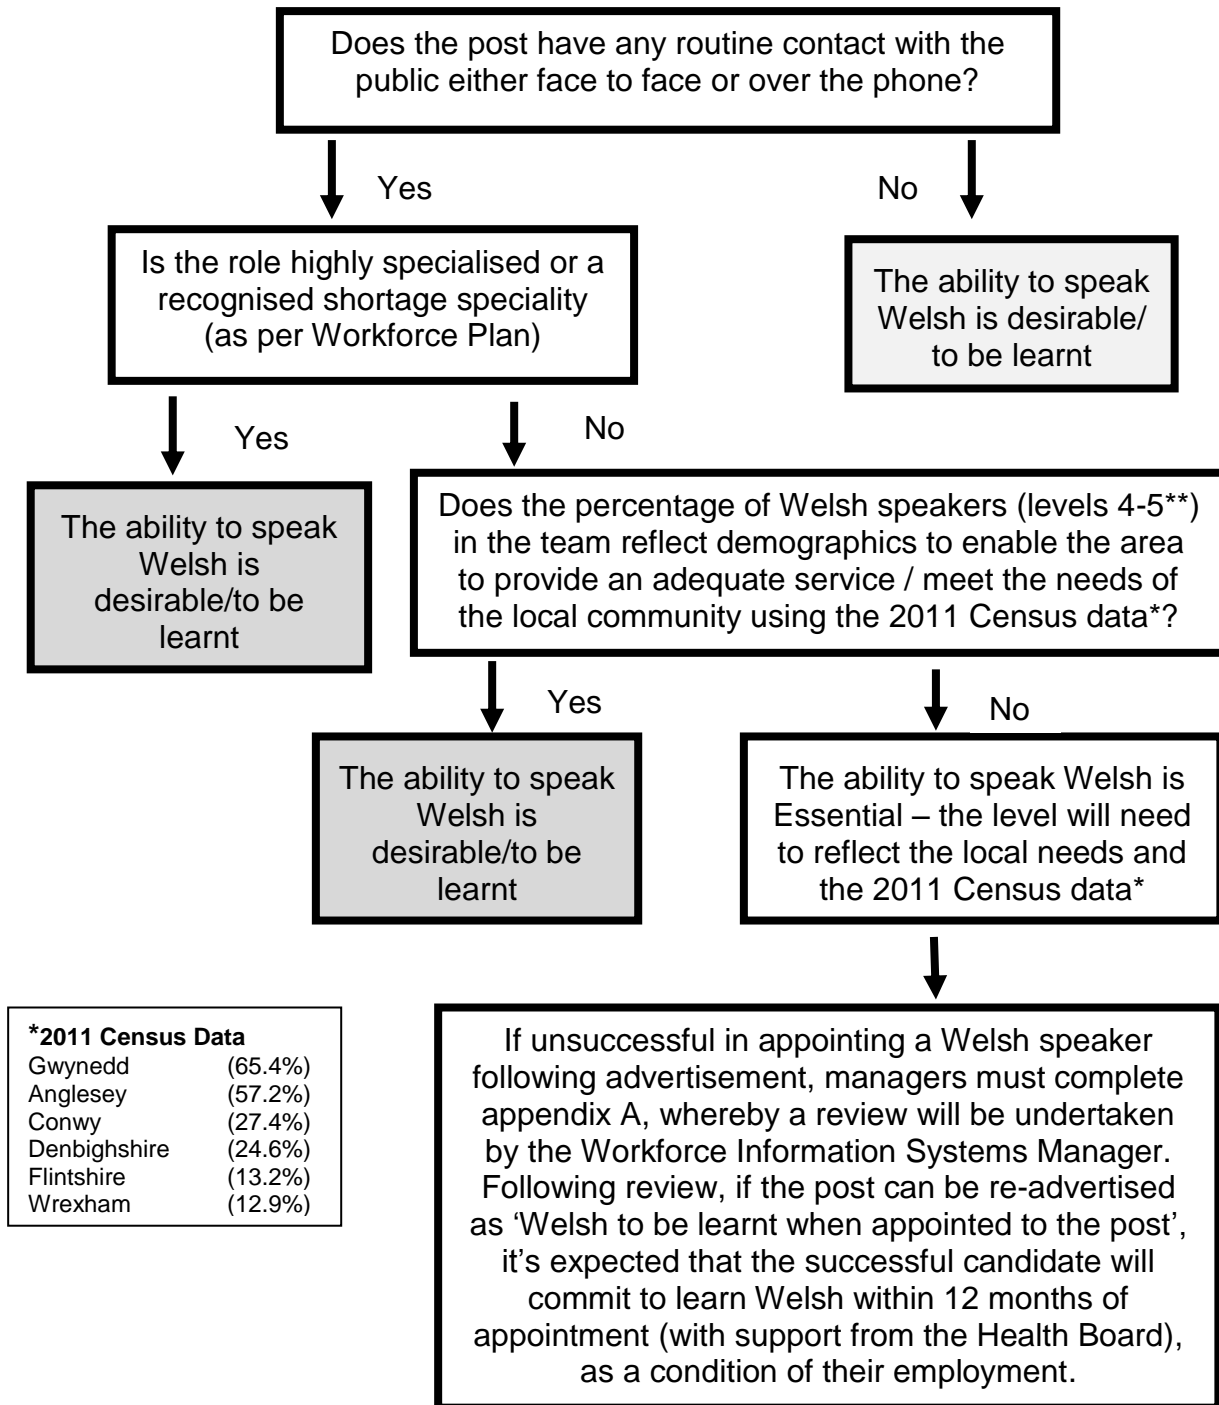 Does the post have any routine contact with the
public either face to face or over the phone?
Yes
No
Is the role highly specialised or a
recognised shortage speciality
(as per Workforce Plan)
The ability to speak
Welsh is desirable/
to be learnt
Yes
No
The ability to speak
Welsh is
desirable/to be
learnt
Does the percentage of Welsh speakers (levels 4-5**)
in the team reflect demographics to enable the area
to provide an adequate service / meet the needs of
the local community using the 2011 Census data*?
Yes
No
The ability to speak
Welsh is
desirable/to be
learnt
The ability to speak Welsh is
Essential – the level will need
to reflect the local needs and
the 2011 Census data*
*2011 Census Data
Gwynedd (65.4%)
Anglesey (57.2%)
Conwy (27.4%)
Denbighshire (24.6%)
Flintshire (13.2%)
Wrexham (12.9%)
If unsuccessful in appointing a Welsh speaker
following advertisement, managers must complete
appendix A, whereby a review will be undertaken
by the Workforce Information Systems Manager.
Following review, if the post can be re-advertised
as ‘Welsh to be learnt when appointed to the post’,
it’s expected that the successful candidate will
commit to learn Welsh within 12 months of
appointment (with support from the Health Board),
as a condition of their employment.